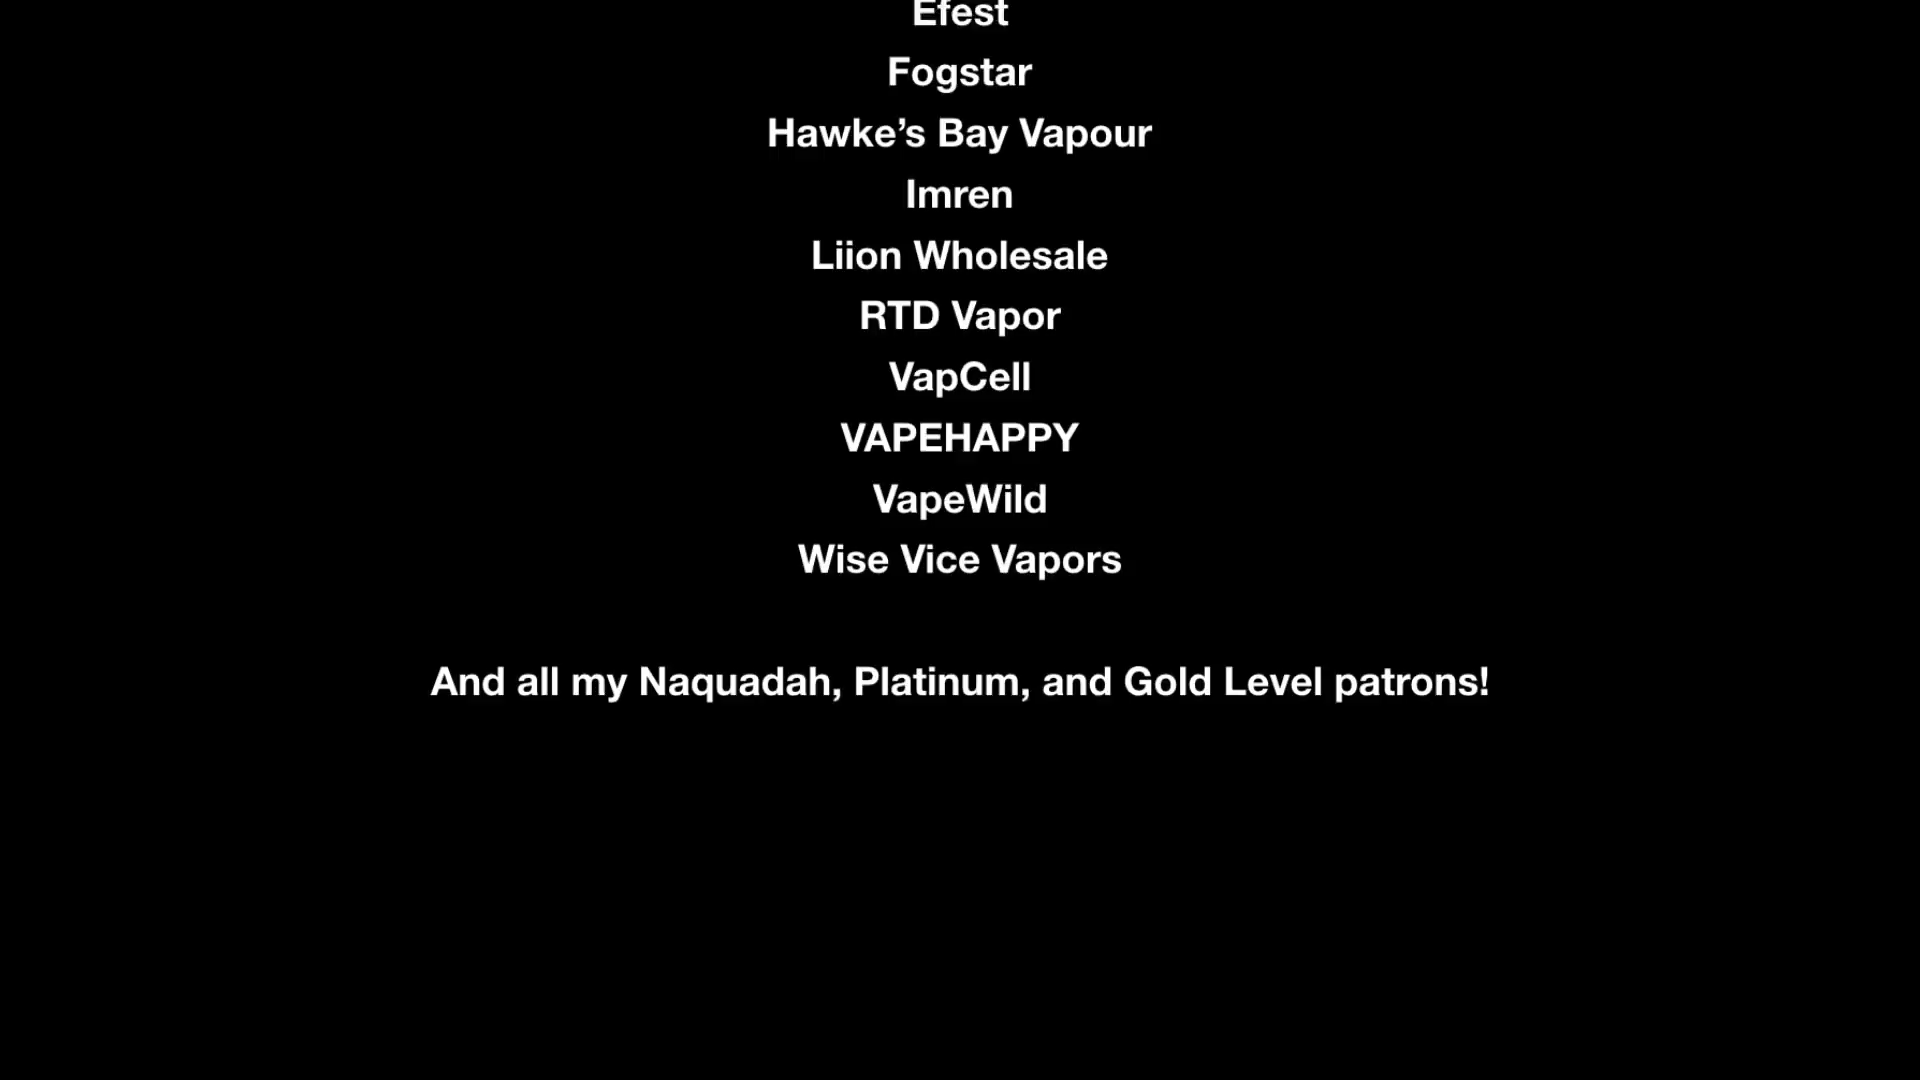 Efest
Fogstar
Hawke’s Bay Vapour
Imren
Liion Wholesale
RTD Vapor
VapCell
VAPEHAPPY
VapeWild
Wise Vice Vapors
And all my Naquadah, Platinum, and Gold Level patrons!